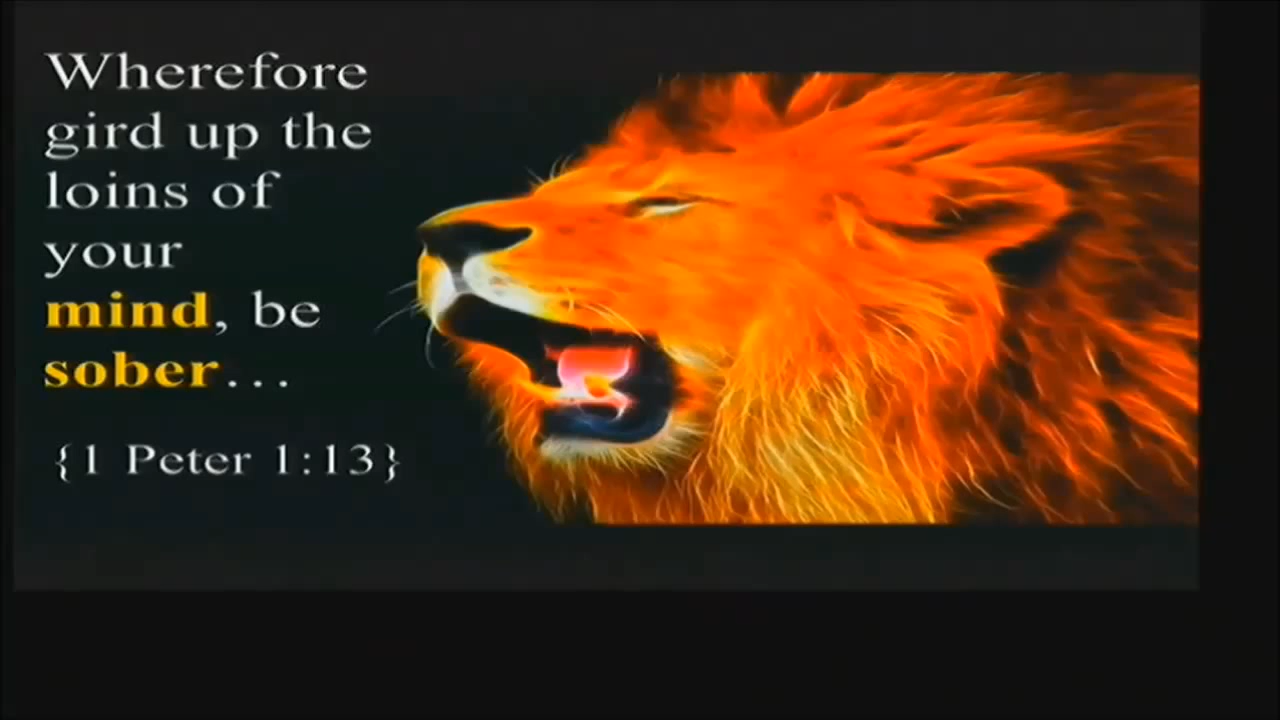 Wherefore
gird up the
loins of
your
mind, be
sober...
{1 Peter 1:13}